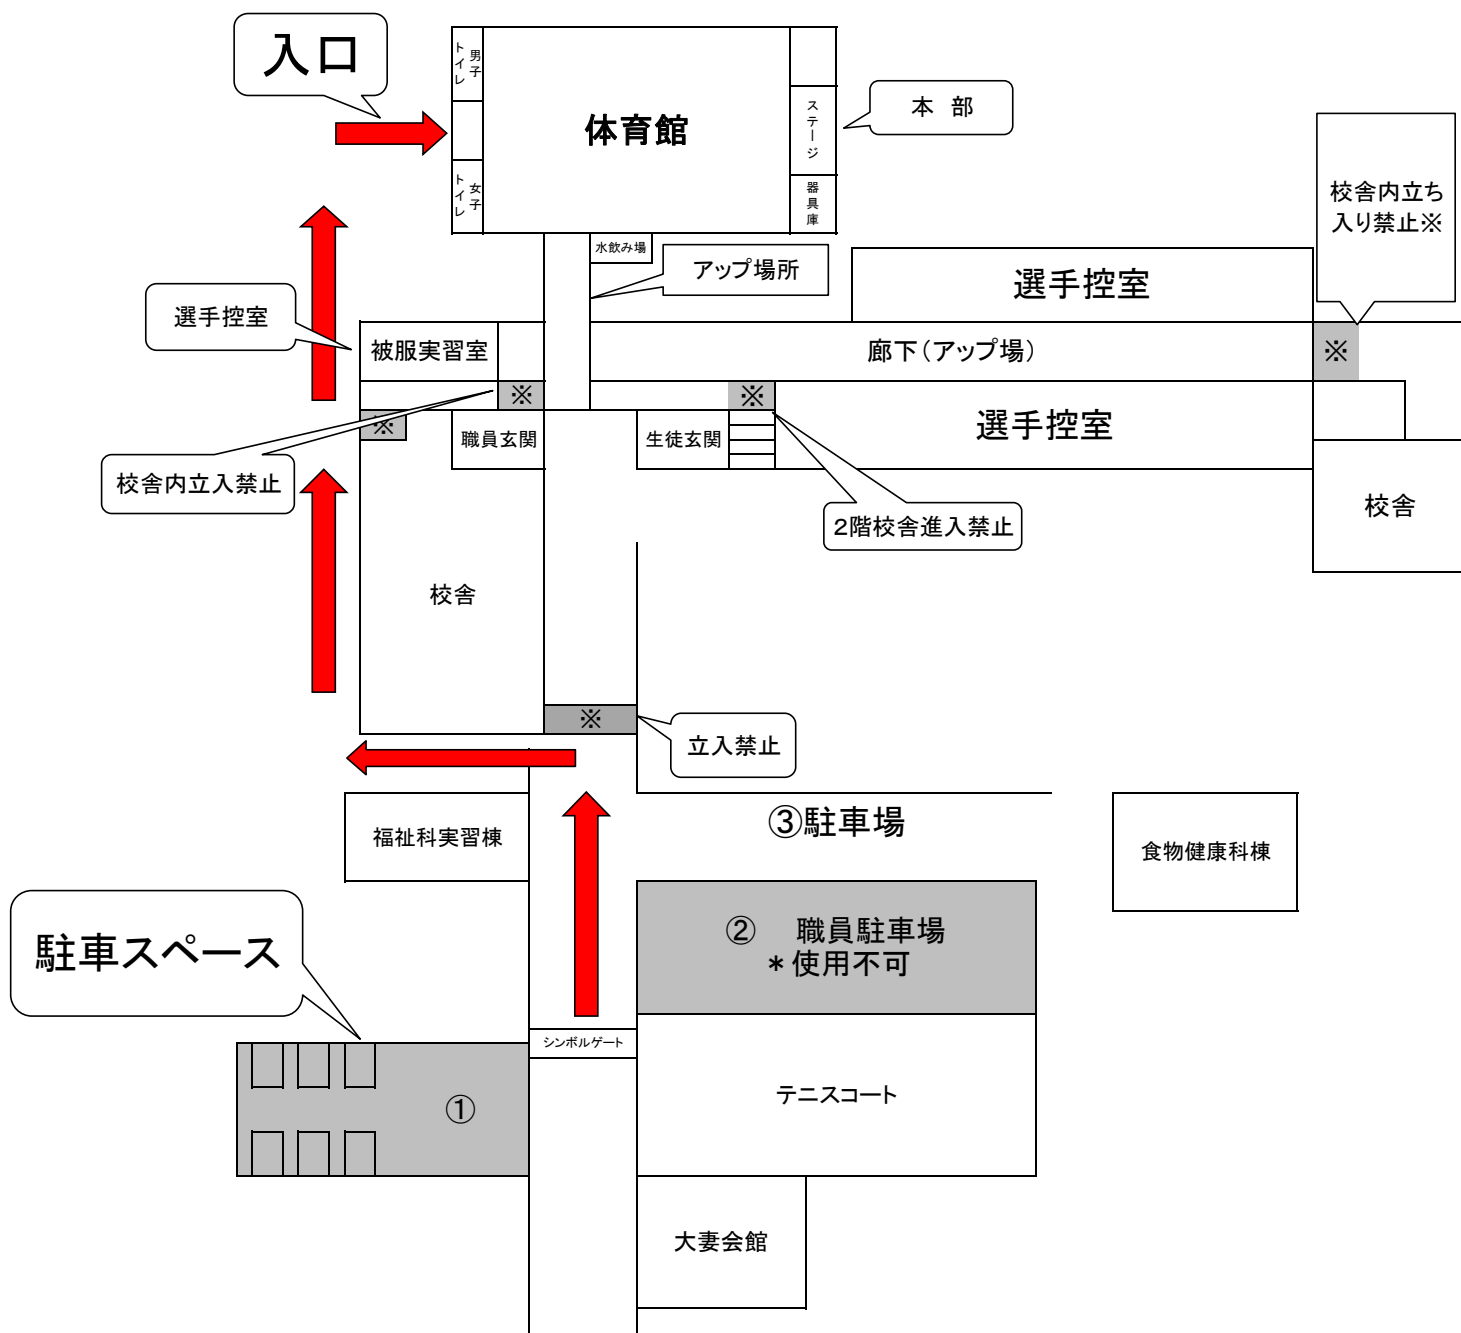 入口
男子
トイレ
体育館
ステージ
本 部
女子
トイレ
器具庫
校舎内立ち
入り禁止※
水飲み場
アップ場所
選手控室
選手控室
被服実習室
廊下（アップ場）
※
※
※
※
職員玄関
生徒玄関
選手控室
校舎内立入禁止
2階校舎進入禁止
校舎
校舎
※
立入禁止
③駐車場
福祉科実習棟
食物健康科棟
② 職員駐車場
＊使用不可
駐車スペース
シンボルゲート
①
テニスコート
大妻会館